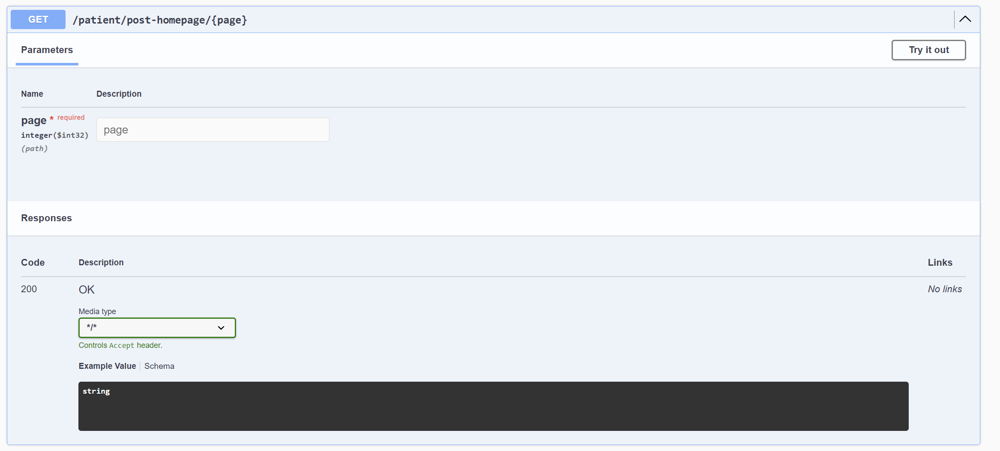 GET /patient/post-homepage/{page}
Parameters
Try it out
Name Description
page * required
integer($int32)
(path)
page
Responses
Code Description Links
200 OK No links
Media type
*/*
Controls Accept header.
Example Value Schema
string